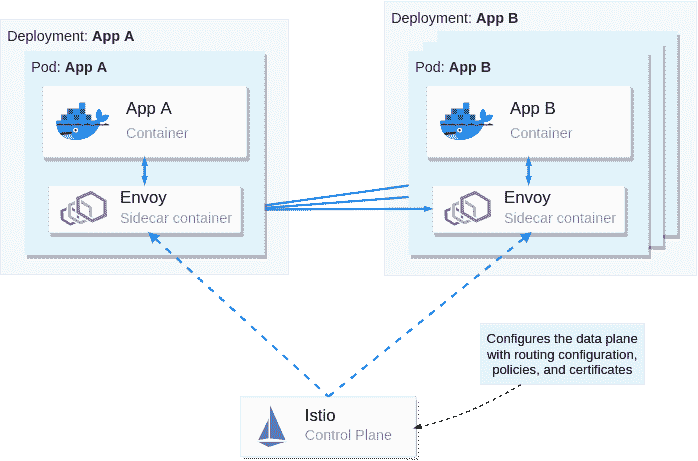 Deployment: App A
Pod: App A
App A
Container
Envoy
Sidecar container
Deployment: App B
Pod: App B
App B
Container
Envoy
Sidecar container
Configures the data plane
with routing configuration,
policies, and certificates
Istio
Control Plane